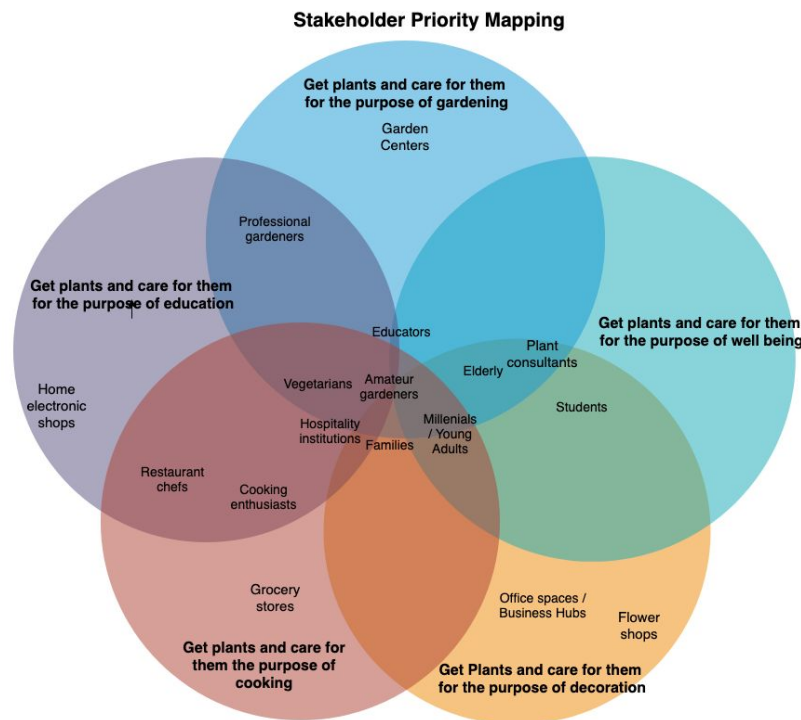 Stakeholder Priority Mapping
Get plants and care for them
for the purpose of gardening
Garden
Centers
Professional
gardeners
Get plants and care for them
for the purpose of education
Get plants and care for them
for the purpose of well being
Educators
Plant
consultants
Elderly
Vegetarians
Amateur
gardeners
Home
electronic
shops
Students
Millenials
/ Young
Adults
Hospitality
institutions
Families
Restaurant
chefs
Cooking
enthusiasts
Grocery
stores
Office spaces /
Business Hubs
Flower
shops
Get plants and care for
them the purpose of
cooking
Get Plants and care for them
for the purpose of decoration